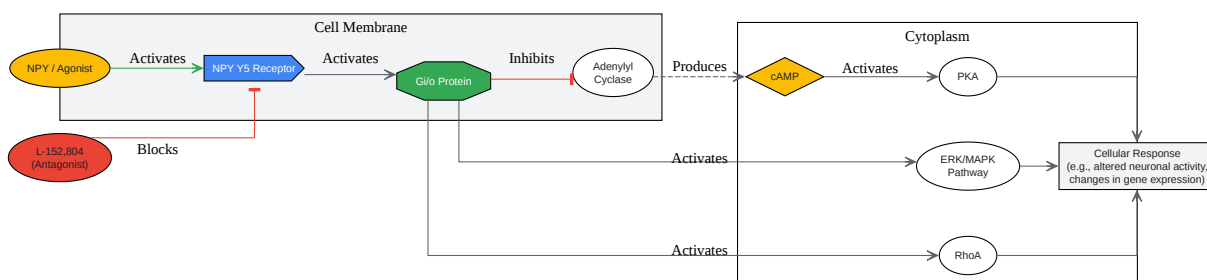 Cell Membrane
Cytoplasm
NPY / Agonist
Activates
NPY Y5 Receptor
Activates
Gi/o Protein
Inhibits
Adenylyl
Cyclase
Produces
cAMP
Activates
PKA
L-152,804
(Antagonist)
Blocks
Activates
ERK/MAPK
Pathway
Cellular Response
(e.g., altered neuronal activity,
changes in gene expression)
Activates
RhoA